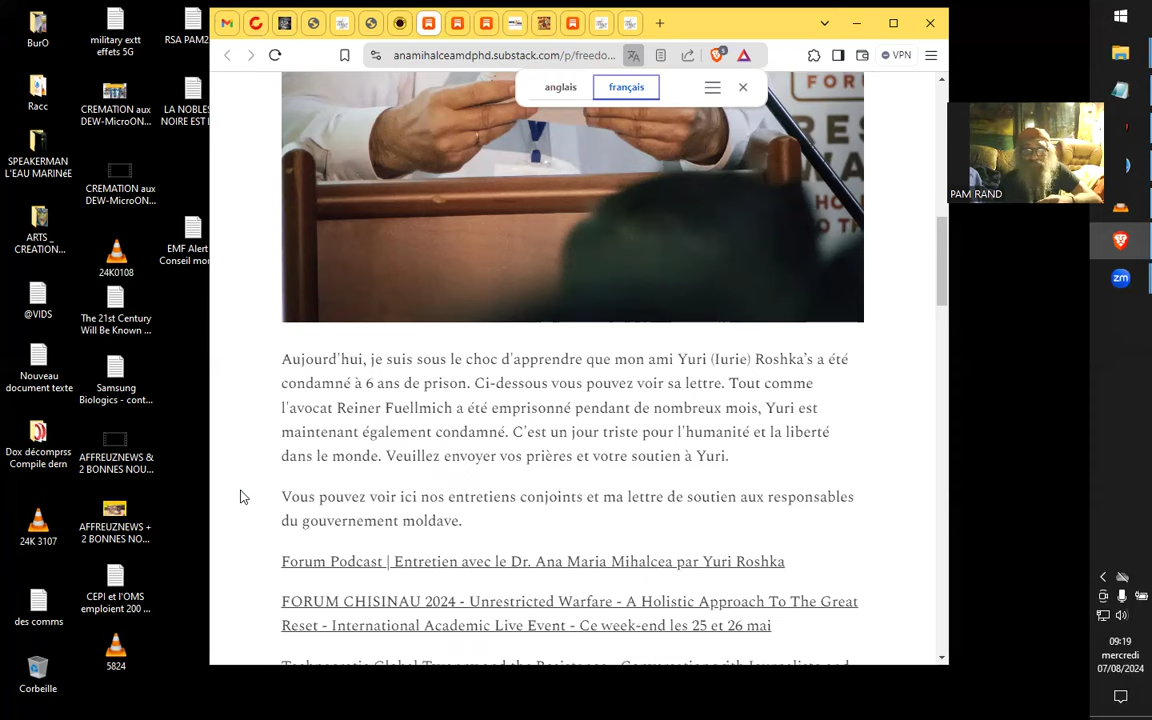 BurO
Racc
SPEAKERMAN
L'EAU MARINéE
ARTS _
CREATION...
@VIDS
Nouveau
document texte
Dox décomprss
Compile dern
24K 3107
des comms
Corbeille
military extt
effets 5G
CREMATION aux
DEW-MicroON...
CREMATION aux
DEW-MicroON...
24K0108
The 21st Century
Will Be Known ...
Samsung
Biologics - cont...
AFFREUZNEWS &
2 BONNES NOU...
AFFREUZNEWS +
2 BONNES NO...
CEPI et l'OMS
emploient 200 ...
5824
RSA PAM2
LA NOBLES
NOIRE EST I
EMF Alert
Conseil mor
anamihalceamdphd.substack.com/p/freedo...
VPN
anglais
français
FORU
RES
WA
HO
TO TH
Aujourd'hui, je suis sous le choc d'apprendre que mon ami Yuri (Iurie) Roshka's a été
condamné à 6 ans de prison. Ci-dessous vous pouvez voir sa lettre. Tout comme
l'avocat Reiner Fuellmich a été emprisonné pendant de nombreux mois, Yuri est
maintenant également condamné. C'est un jour triste pour l'humanité et la liberté
dans le monde. Veuillez envoyer vos prières et votre soutien à Yuri.
Vous pouvez voir ici nos entretiens conjoints et ma lettre de soutien aux responsables
du gouvernement moldave.
Forum Podcast | Entretien avec le Dr. Ana Maria Mihalcea par Yuri Roshka
FORUM CHISINAU 2024 - Unrestricted Warfare - A Holistic Approach To The Great
Reset - International Academic Live Event - Ce week-end les 25 et 26 mai
PAM RAND
zm
09:19
mercredi
07/08/2024